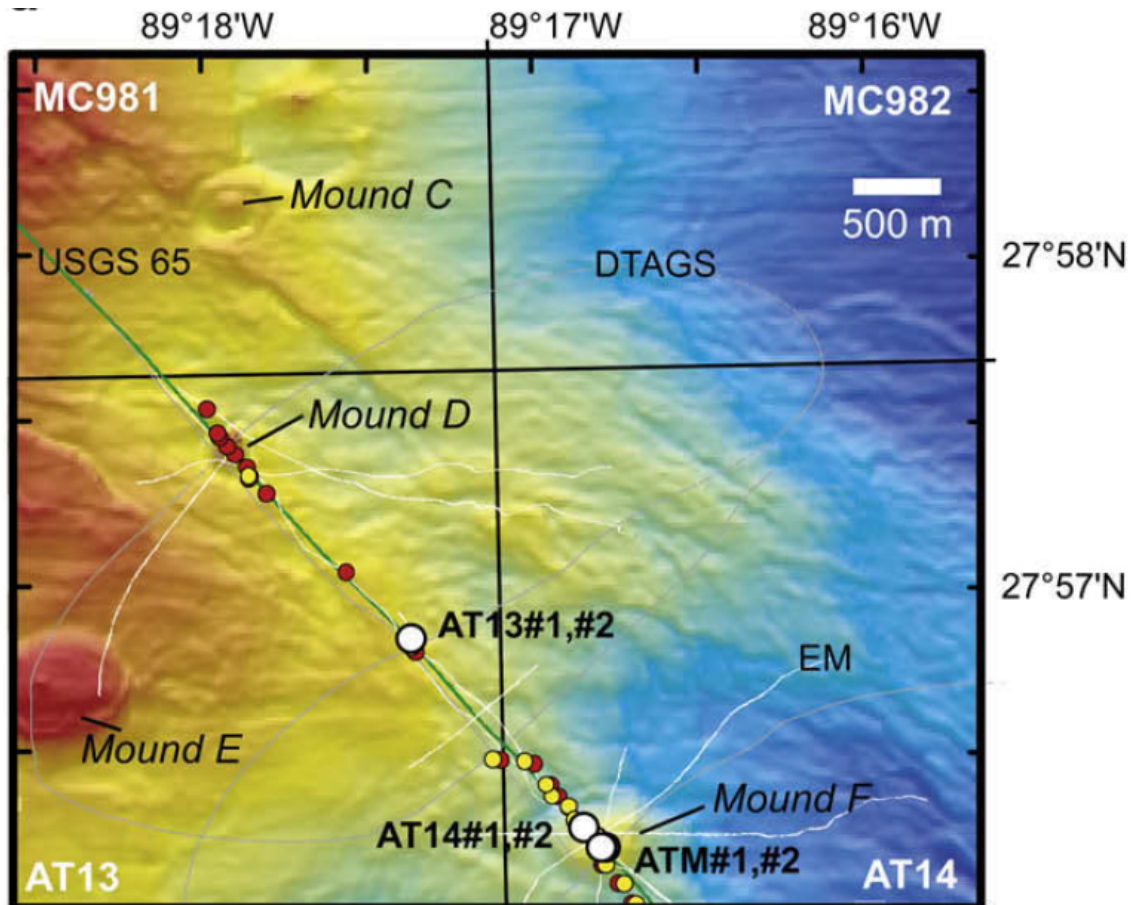 89°18'W 89°17'W 89°16'W
MC981 MC982
Mound C
500 m
USGS 65 DTAGS 27°58'N
Mound D
27°57'N
AT13#1,#2
EM
Mound E
Mound F
AT14#1,#2
ATM#1,#2
AT13 AT14